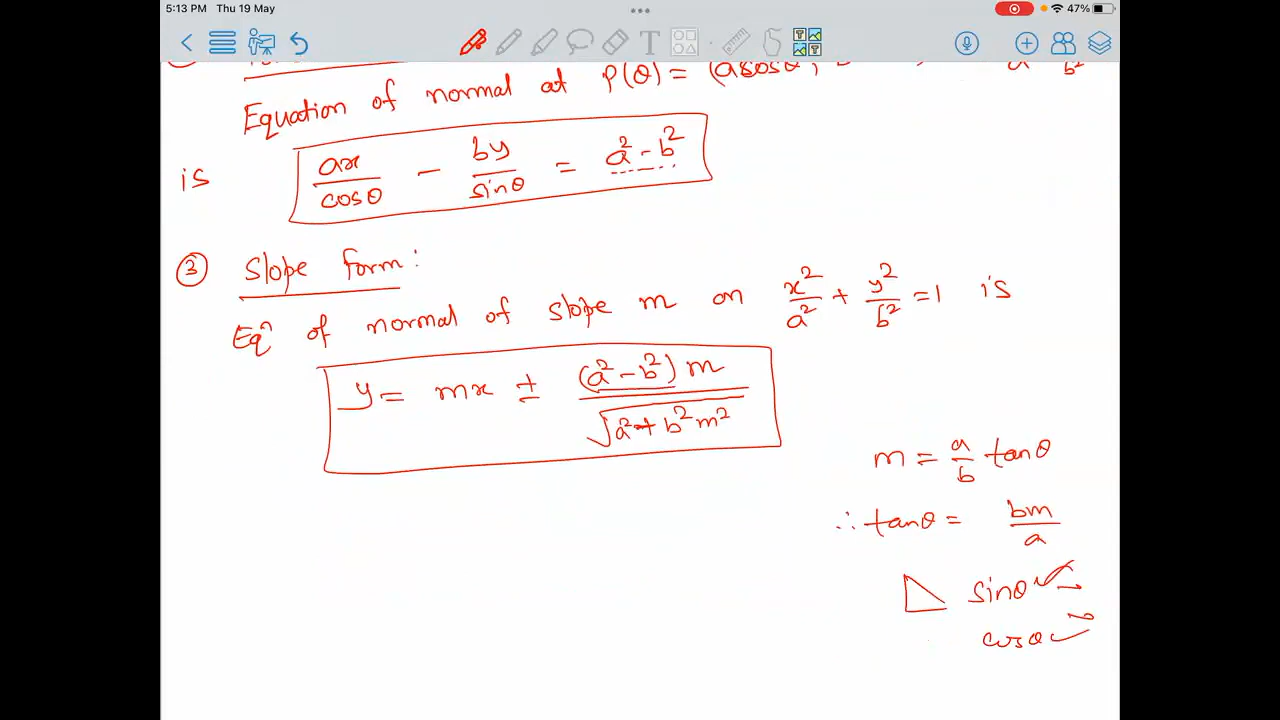 5:13 PM Thu 19 May
47%
Equation of normal at P(θ) = (a cosθ,
is ax/cosθ - by/sinθ = a² - b²
③ Slope form:
Eqⁿ of normal of slope m on x²/a² + y²/b² = 1 is
y = mx ± (a² - b²) m / √a² + b²m²
m = a/b tanθ
∴ tanθ = bm/a
sinθ
cosθ